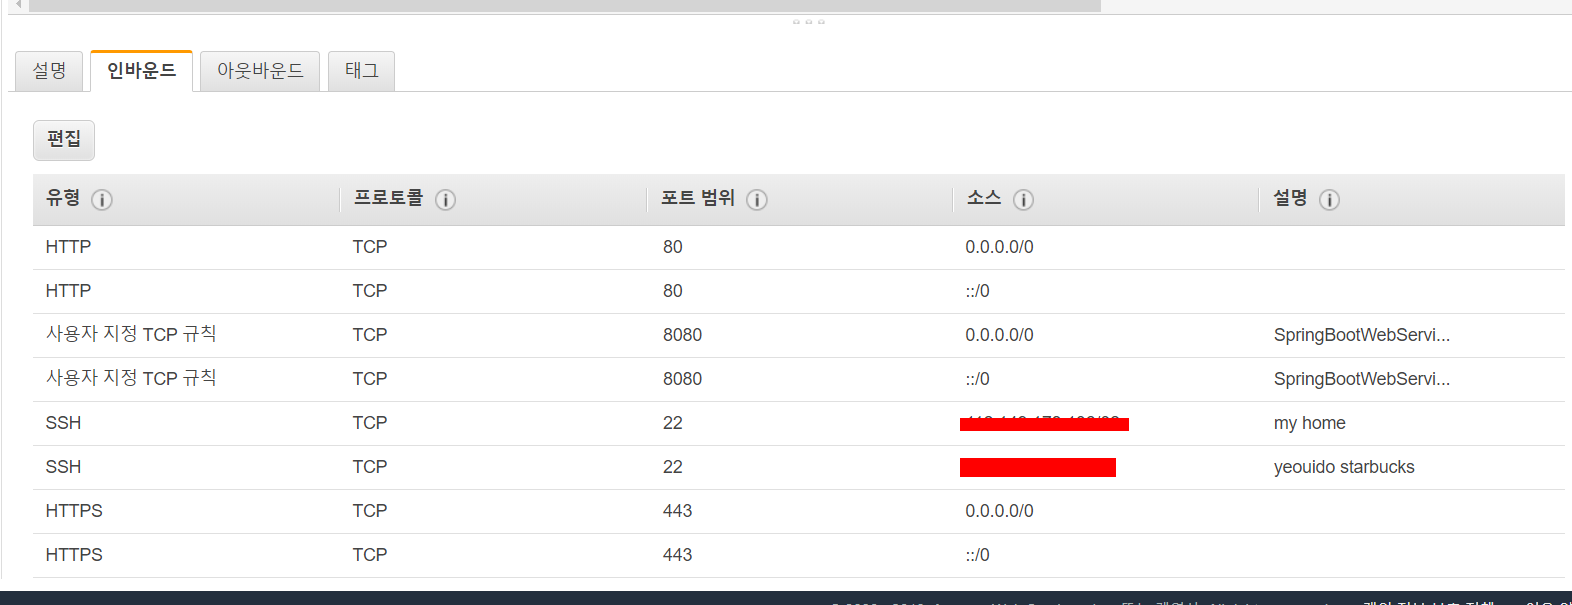 설명 인바운드 아웃바운드 태그
편집
유형 프로토콜 포트 범위 소스 설명
HTTP TCP 80 0.0.0.0/0
HTTP TCP 80 ::/0
사용자 지정 TCP 규칙 TCP 8080 0.0.0.0/0 SpringBootWebServi...
사용자 지정 TCP 규칙 TCP 8080 ::/0 SpringBootWebServi...
SSH TCP 22 my home
SSH TCP 22 yeouido starbucks
HTTPS TCP 443 0.0.0.0/0
HTTPS TCP 443 ::/0